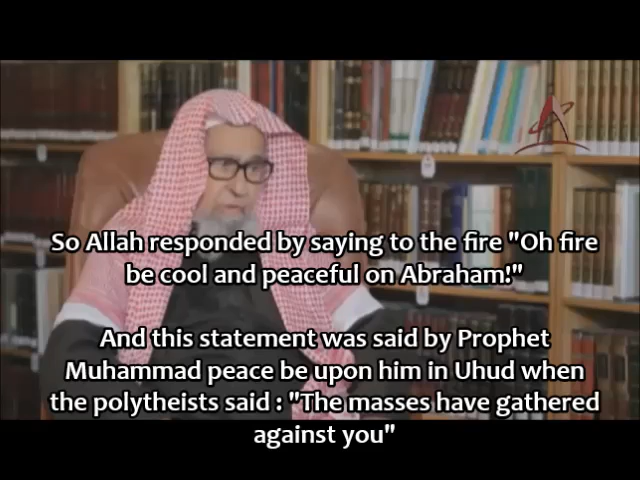 So Allah responded by saying to the fire "Oh fire
be cool and peaceful on Abraham!"
And this statement was said by Prophet
Muhammad peace be upon him in Uhud when
the polytheists said : "The masses have gathered
against you"